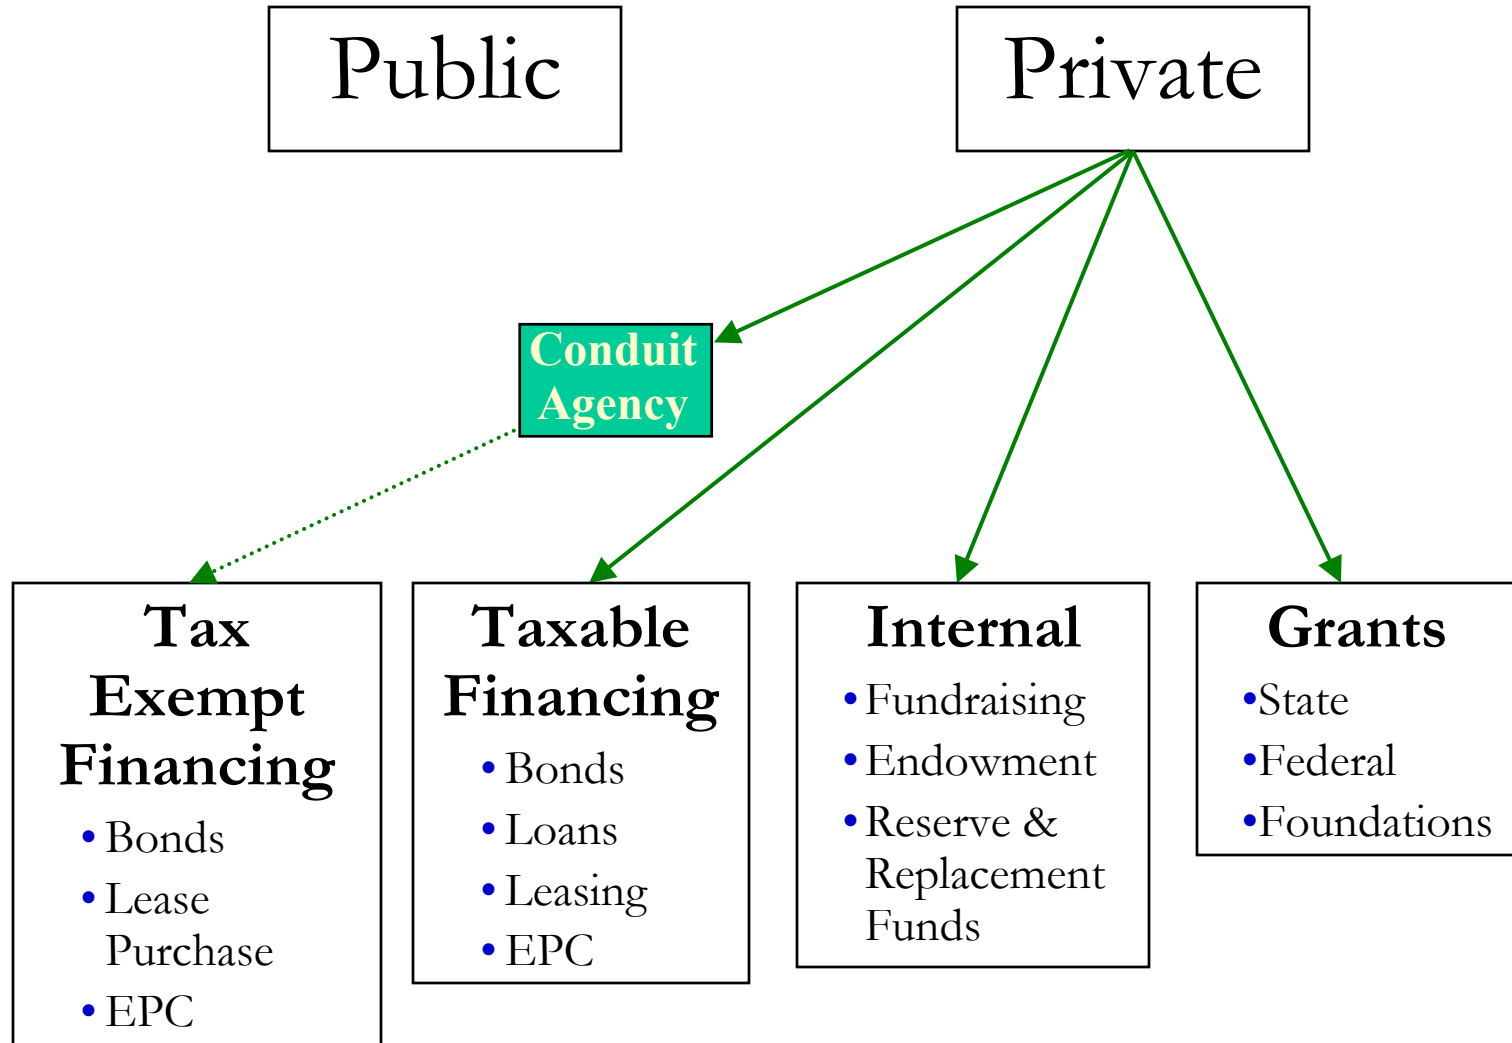 Public
Private
Conduit
Agency
Tax
Exempt
Financing
• Bonds
• Lease
Purchase
• EPC
Taxable
Financing
• Bonds
• Loans
• Leasing
• EPC
Internal
• Fundraising
• Endowment
• Reserve &
Replacement
Funds
Grants
•State
•Federal
•Foundations